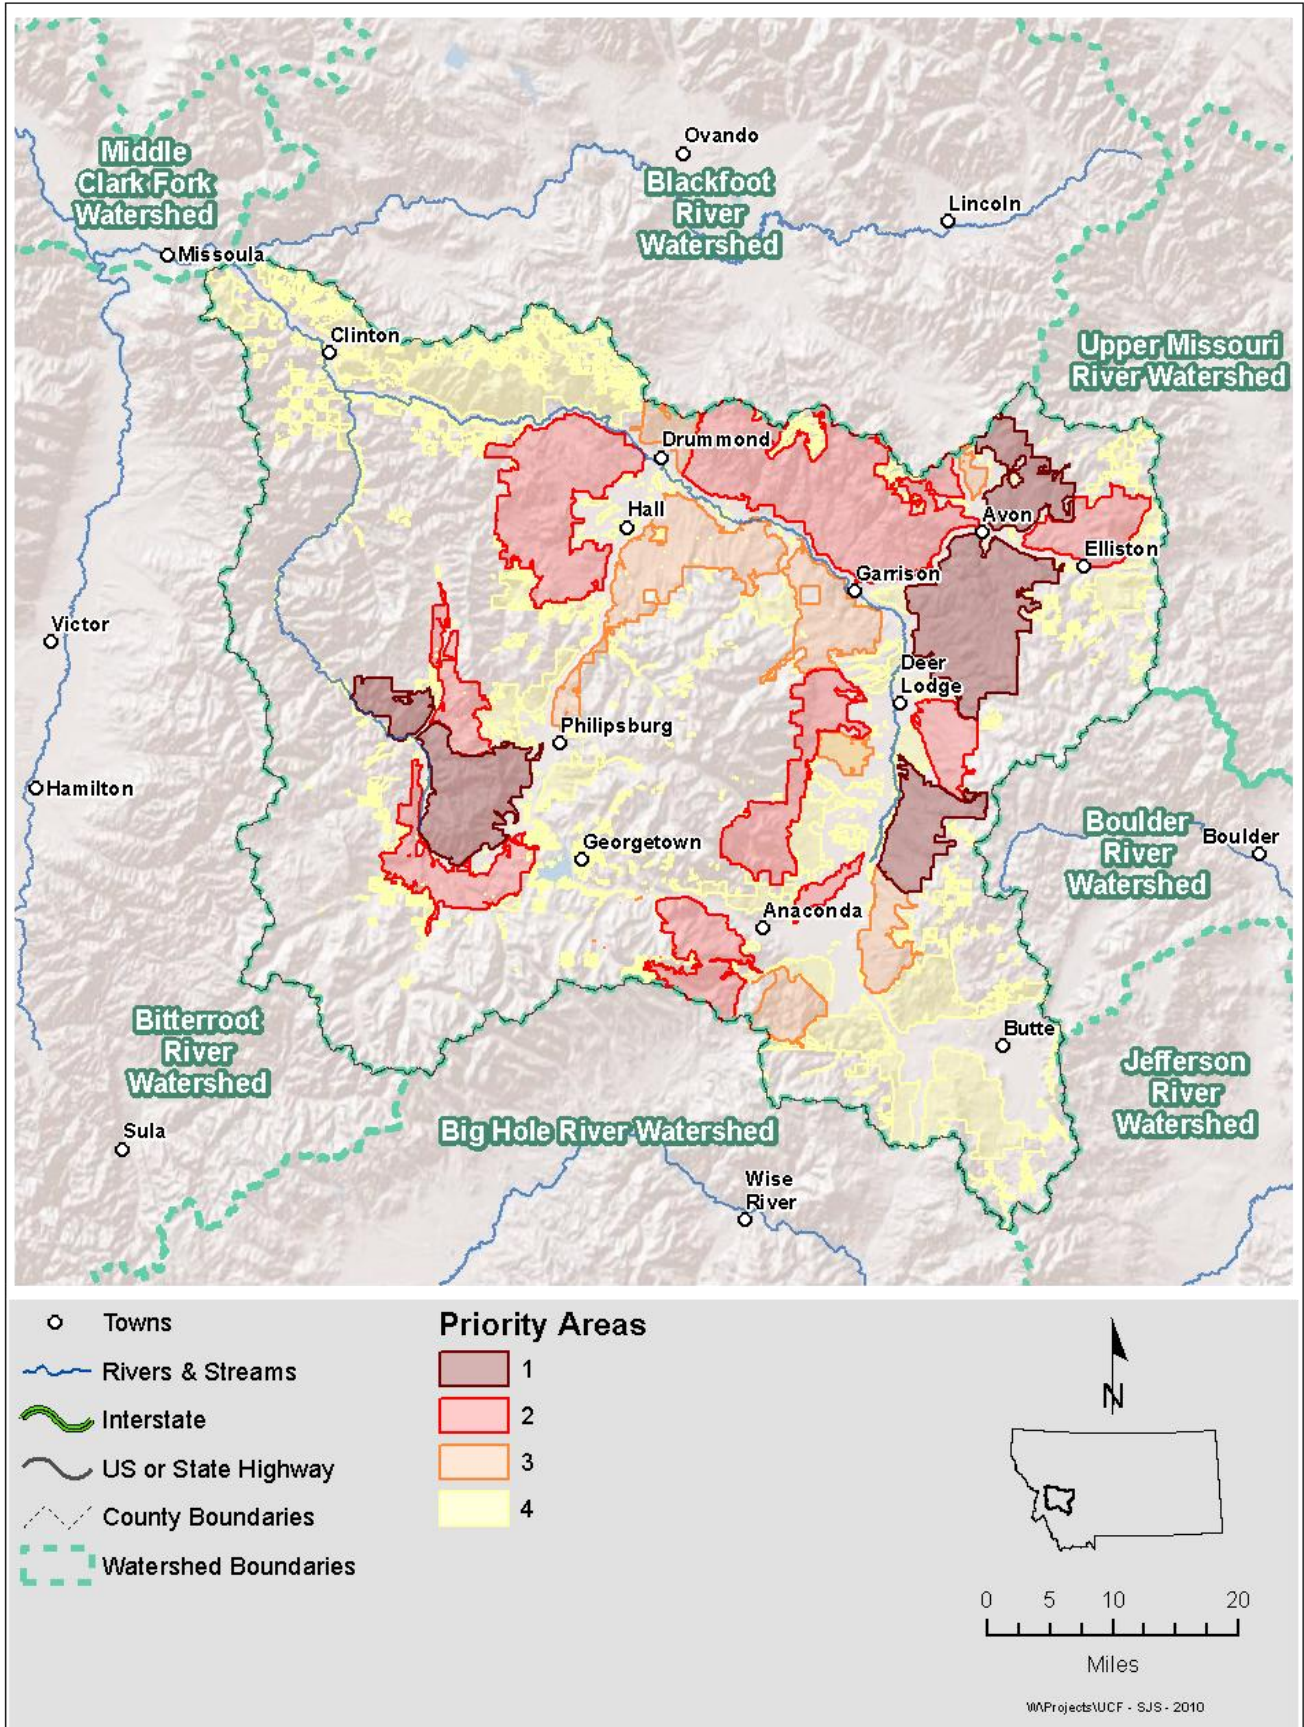 Ovando
Middle
Clark Fork
Watershed
Blackfoot
River
Watershed
Lincoln
Missoula
Clinton
Upper Missouri
River Watershed
Drummond
Hall
Avon
Elliston
Garrison
Victor
Deer
Lodge
Philipsburg
Hamilton
Georgetown
Boulder
River
Watershed
Boulder
Anaconda
Bitterroot
River
Watershed
Butte
Jefferson
River
Watershed
Sula
Big Hole River Watershed
Wise
River
Towns
Rivers & Streams
Interstate
US or State Highway
County Boundaries
Watershed Boundaries
Priority Areas
1
2
3
4
N
0 5 10 20
Miles
W\Projects\UCF - SJS - 2010